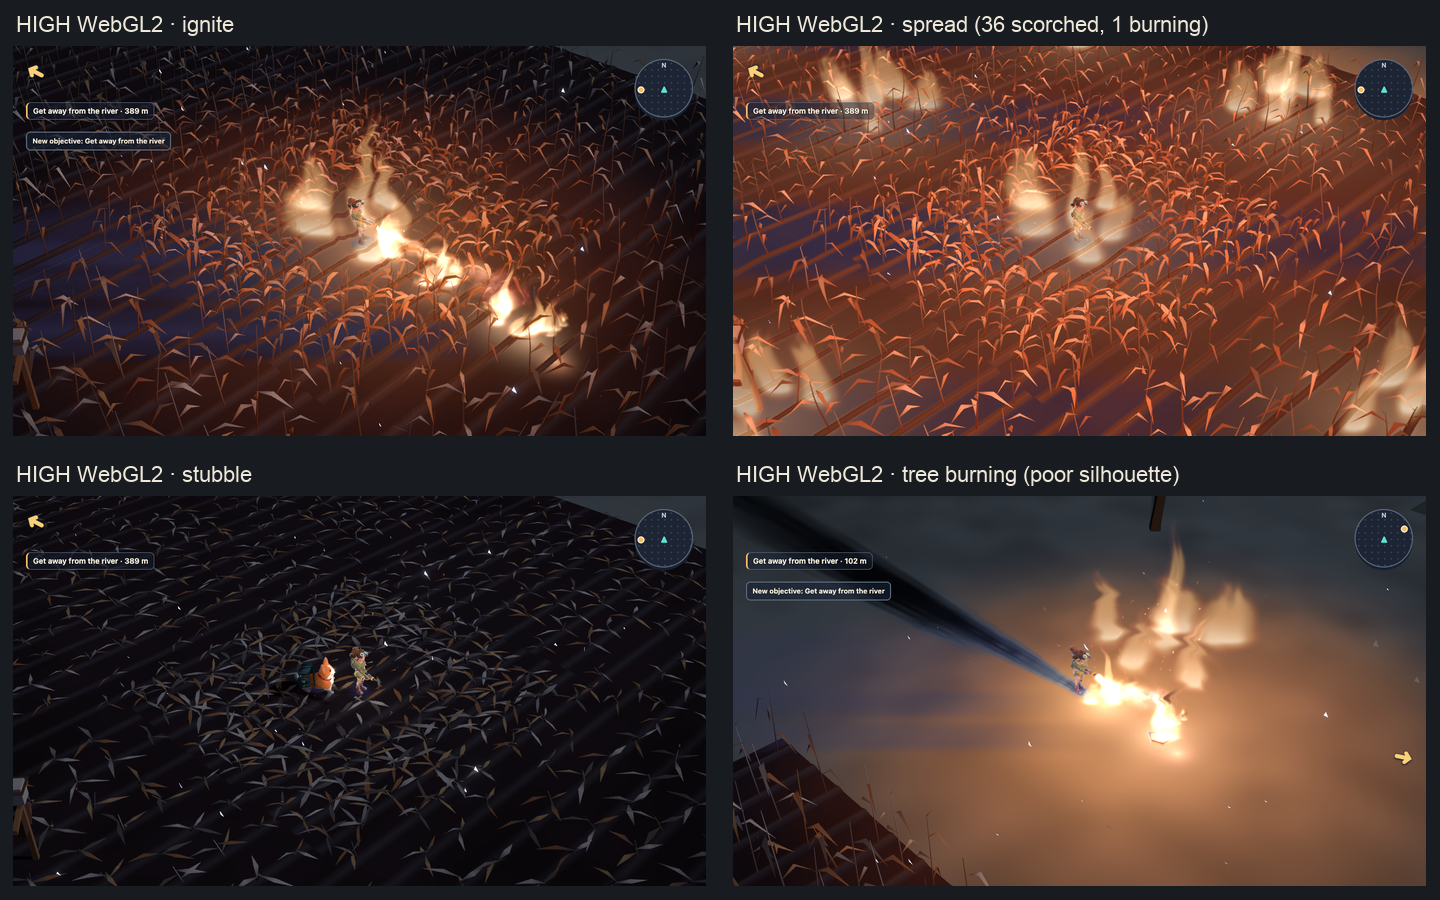 HIGH WebGL2 · ignite
N
Get away from the river · 389 m
New objective: Get away from the river
HIGH WebGL2 · spread (36 scorched, 1 burning)
N
Get away from the river · 389 m
HIGH WebGL2 · stubble
N
Get away from the river · 389 m
HIGH WebGL2 · tree burning (poor silhouette)
N
Get away from the river · 102 m
New objective: Get away from the river